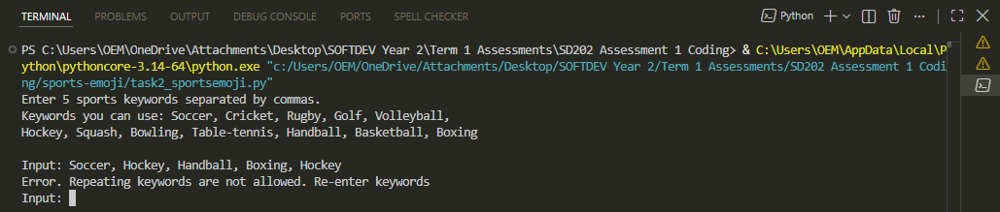 TERMINAL PROBLEMS OUTPUT DEBUG CONSOLE PORTS SPELL CHECKER Python
PS C:\Users\OEM\OneDrive\Attachments\Desktop\SOFTDEV Year 2\Term 1 Assessments\SD202 Assessment 1 Coding> & C:\Users\OEM\AppData\Local\P
ython\pythoncore-3.14-64\python.exe "c:/Users/OEM/OneDrive/Attachments/Desktop/SOFTDEV Year 2/Term 1 Assessments/SD202 Assessment 1 Codi
ng/sports-emoji/task2_sportsemoji.py"
Enter 5 sports keywords separated by commas.
Keywords you can use: Soccer, Cricket, Rugby, Golf, Volleyball,
Hockey, Squash, Bowling, Table-tennis, Handball, Basketball, Boxing
Input: Soccer, Hockey, Handball, Boxing, Hockey
Error. Repeating keywords are not allowed. Re-enter keywords
Input: